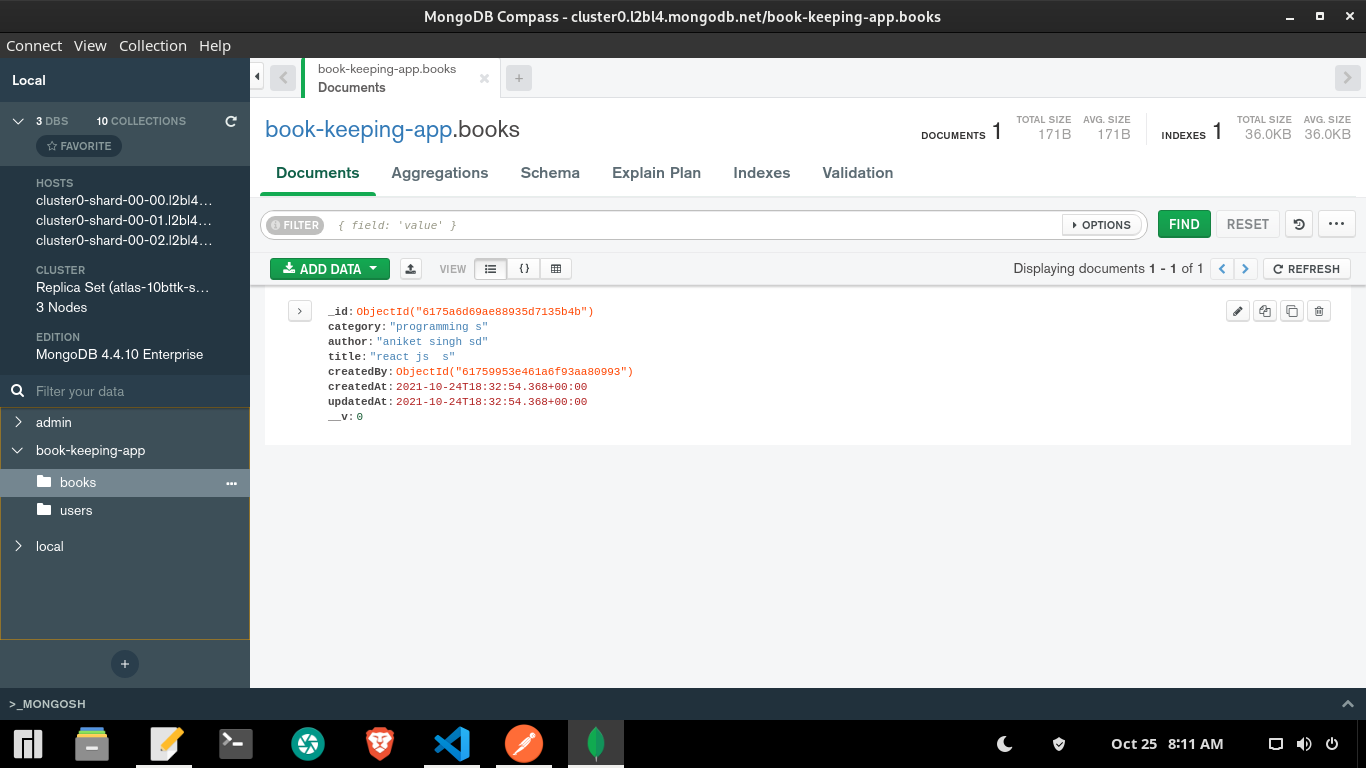 MongoDB Compass - cluster0.l2bl4.mongodb.net/book-keeping-app.books
Connect View Collection Help
Local
3 DBS 10 COLLECTIONS
FAVORITE
HOSTS
cluster0-shard-00-00.l2bl4…
cluster0-shard-00-01.l2bl4…
cluster0-shard-00-02.l2bl4…
CLUSTER
Replica Set (atlas-10bttk-s…
3 Nodes
EDITION
MongoDB 4.4.10 Enterprise
Filter your data
admin
book-keeping-app
books
users
local
book-keeping-app.books
Documents
book-keeping-app.books
DOCUMENTS 1 TOTAL SIZE 171B AVG. SIZE 171B INDEXES 1 TOTAL SIZE 36.0KB AVG. SIZE 36.0KB
Documents Aggregations Schema Explain Plan Indexes Validation
FILTER { field: 'value' } OPTIONS FIND RESET
ADD DATA VIEW {} Displaying documents 1 - 1 of 1 REFRESH
_id: ObjectId("6175a6d69ae88935d7135b4b")
category: "programming s"
author: "aniket singh sd"
title: "react js  s"
createdBy: ObjectId("61759953e461a6f93aa80993")
createdAt: 2021-10-24T18:32:54.368+00:00
updatedAt: 2021-10-24T18:32:54.368+00:00
__v: 0
>_MONGOSH
Oct 25 8:11 AM